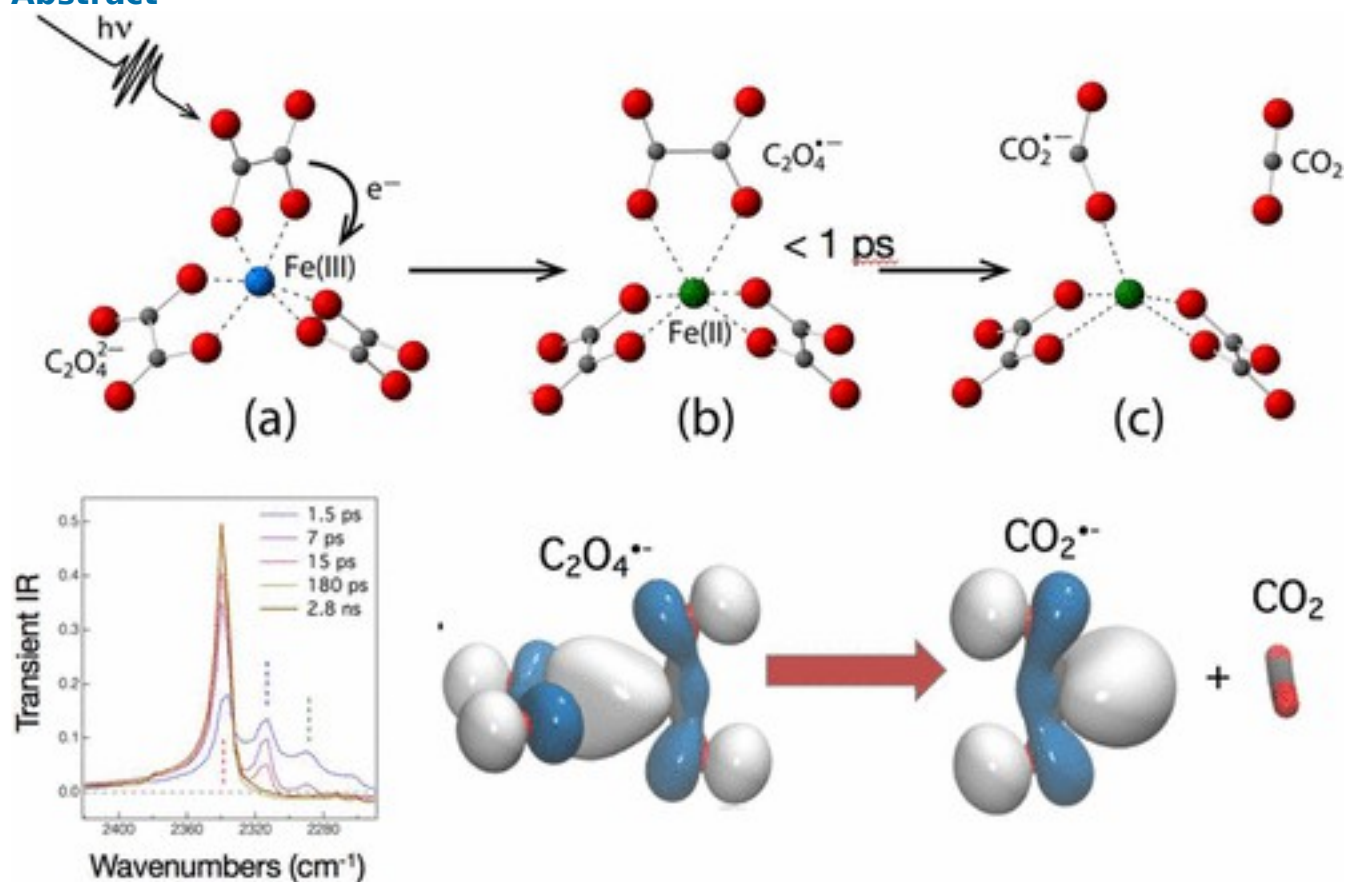 Abstract
hν
e—
Fe(III)
C₂O₄²⁻
(a)
C₂O₄•—
Fe(II)
(b)
< 1 ps
CO₂•—
CO₂
(c)
Transient IR
0.5
0.4
0.3
0.2
0.1
0.0
1.5 ps
7 ps
15 ps
180 ps
2.8 ns
2400 2360 2320 2280
Wavenumbers (cm⁻¹)
C₂O₄•-
CO₂•-
+
CO₂